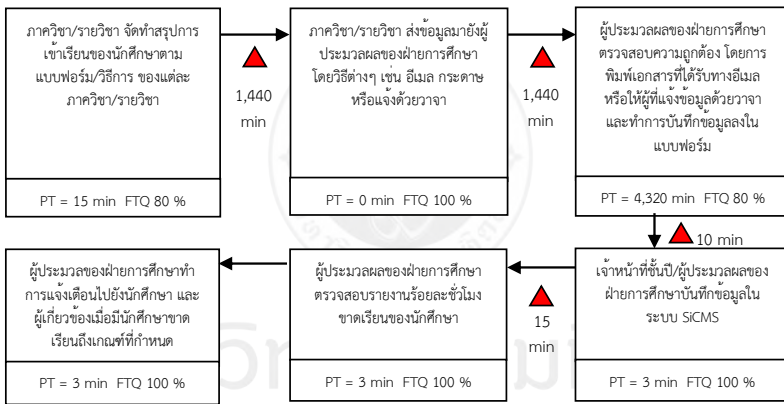 ภาควิชา/รายวิชา จัดทำสรุปการ
เข้าเรียนของนักศึกษาตาม
แบบฟอร์ม/วิธีการ ของแต่ละ
ภาควิชา/รายวิชา
PT = 15 min FTQ 80 %
1,440
min
ภาควิชา/รายวิชา ส่งข้อมูลมายังผู้
ประมวลผลของฝ่ายการศึกษา
โดยวิธีต่างๆ เช่น อีเมล กระดาษ
หรือแจ้งด้วยวาจา
PT = 0 min FTQ 100 %
1,440
min
ผู้ประมวลผลของฝ่ายการศึกษา
ตรวจสอบความถูกต้อง โดยการ
พิมพ์เอกสารที่ได้รับทางอีเมล
หรือให้ผู้ที่แจ้งข้อมูลด้วยวาจา
และทำการบันทึกข้อมูลลงใน
แบบฟอร์ม
PT = 4,320 min FTQ 80 %
10 min
เจ้าหน้าที่ชั้นปี/ผู้ประมวลผลของ
ฝ่ายการศึกษาบันทึกข้อมูลใน
ระบบ SiCMS
PT = 3 min FTQ 100 %
15
min
ผู้ประมวลผลของฝ่ายการศึกษา
ตรวจสอบรายงานร้อยละชั่วโมง
ขาดเรียนของนักศึกษา
PT = 3 min FTQ 100 %
ผู้ประมวลของฝ่ายการศึกษาทำ
การแจ้งเตือนไปยังนักศึกษา และ
ผู้เกี่ยวข้องเมื่อมีนักศึกษาขาด
เรียนถึงเกณฑ์ที่กำหนด
PT = 3 min FTQ 100 %